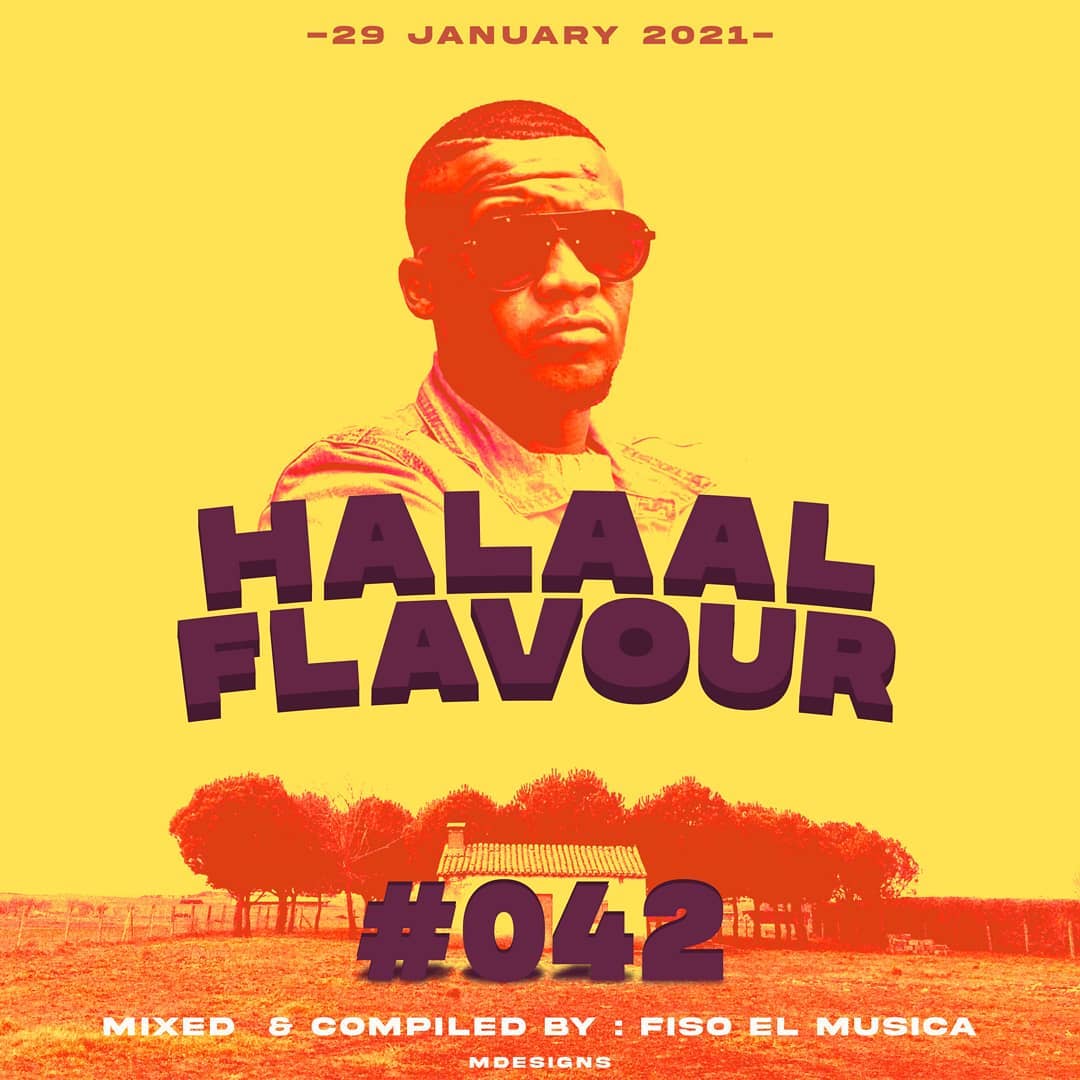 -29 JANUARY 2021-
HALAAL
FLAVOUR
#042
MIXED & COMPILED BY : FISO EL MUSICA
MDESIGNS